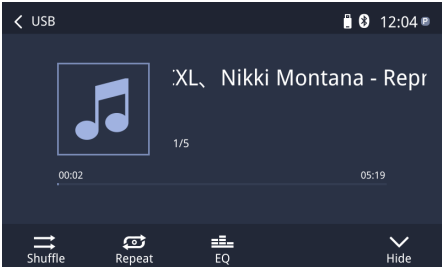 USB
12:04 P
XL、 Nikki Montana - Repr
1/5
00:02
05:19
Shuffle
Repeat
EQ
Hide